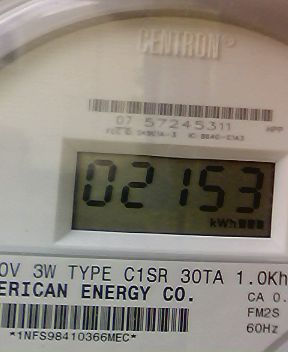 CENTRON®
07 57245311 HPP
02153
kWh
0V 3W TYPE C1SR 30TA 1.0Kh
ERICAN ENERGY CO.
CA 0.
FM2S
*1NFS98410366MEC* 60Hz